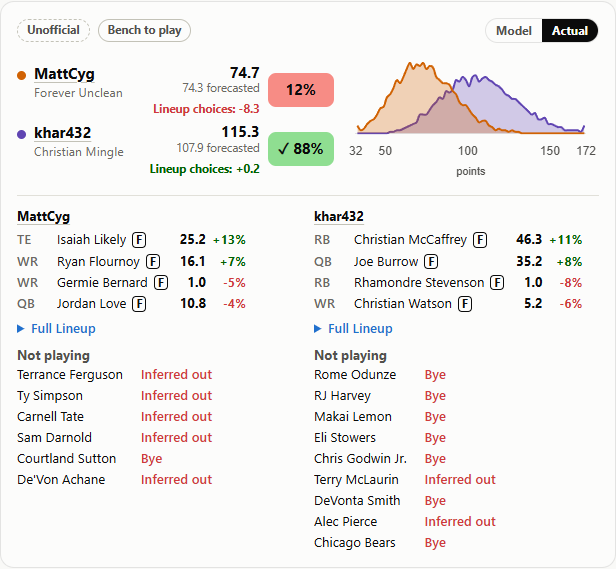 Unofficial Bench to play Model Actual
MattCyg 74.7
Forever Unclean 74.3 forecasted
Lineup choices: -8.3
12%
khar432 115.3
Christian Mingle 107.9 forecasted
Lineup choices: +0.2
✓ 88%
32 50 100 150 172
points
MattCyg
TE Isaiah Likely F 25.2 +13%
WR Ryan Flournoy F 16.1 +7%
WR Germie Bernard F 1.0 -5%
QB Jordan Love F 10.8 -4%
▶ Full Lineup
Not playing
Terrance Ferguson Inferred out
Ty Simpson Inferred out
Carnell Tate Inferred out
Sam Darnold Inferred out
Courtland Sutton Bye
De'Von Achane Inferred out
khar432
RB Christian McCaffrey F 46.3 +11%
QB Joe Burrow F 35.2 +8%
RB Rhamondre Stevenson F 1.0 -8%
WR Christian Watson F 5.2 -6%
▶ Full Lineup
Not playing
Rome Odunze Bye
RJ Harvey Bye
Makai Lemon Bye
Eli Stowers Bye
Chris Godwin Jr. Bye
Terry McLaurin Inferred out
DeVonta Smith Bye
Alec Pierce Inferred out
Chicago Bears Bye